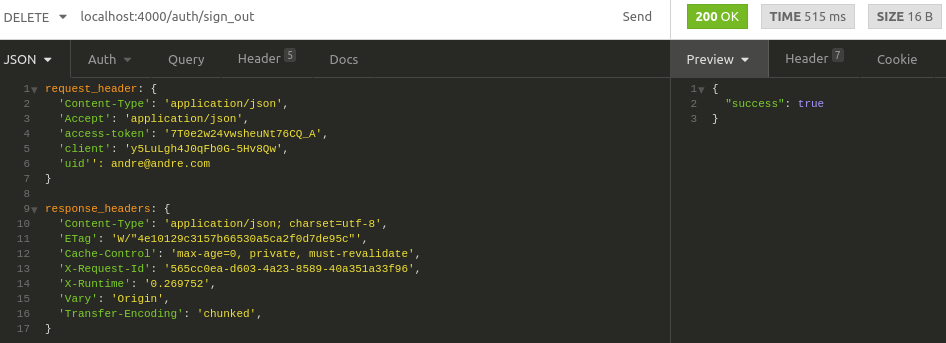 DELETE localhost:4000/auth/sign_out Send 200 OK TIME 515 ms SIZE 16 B
JSON Auth Query Header 5 Docs Preview Header 7 Cookie
1 request_header: {
2 'Content-Type': 'application/json',
3 'Accept': 'application/json',
4 'access-token': '7T0e2w24vwsheuNt76CQ_A',
5 'client': 'y5LuLgh4J0qFb0G-5Hv8Qw',
6 'uid'': andre@andre.com
7 }
8
9 response_headers: {
10 'Content-Type': 'application/json; charset=utf-8',
11 'ETag': 'W/"4e10129c3157b66530a5ca2f0d7de95c"',
12 'Cache-Control': 'max-age=0, private, must-revalidate',
13 'X-Request-Id': '565cc0ea-d603-4a23-8589-40a351a33f96',
14 'X-Runtime': '0.269752',
15 'Vary': 'Origin',
16 'Transfer-Encoding': 'chunked',
17 }
1 {
2 "success": true
3 }